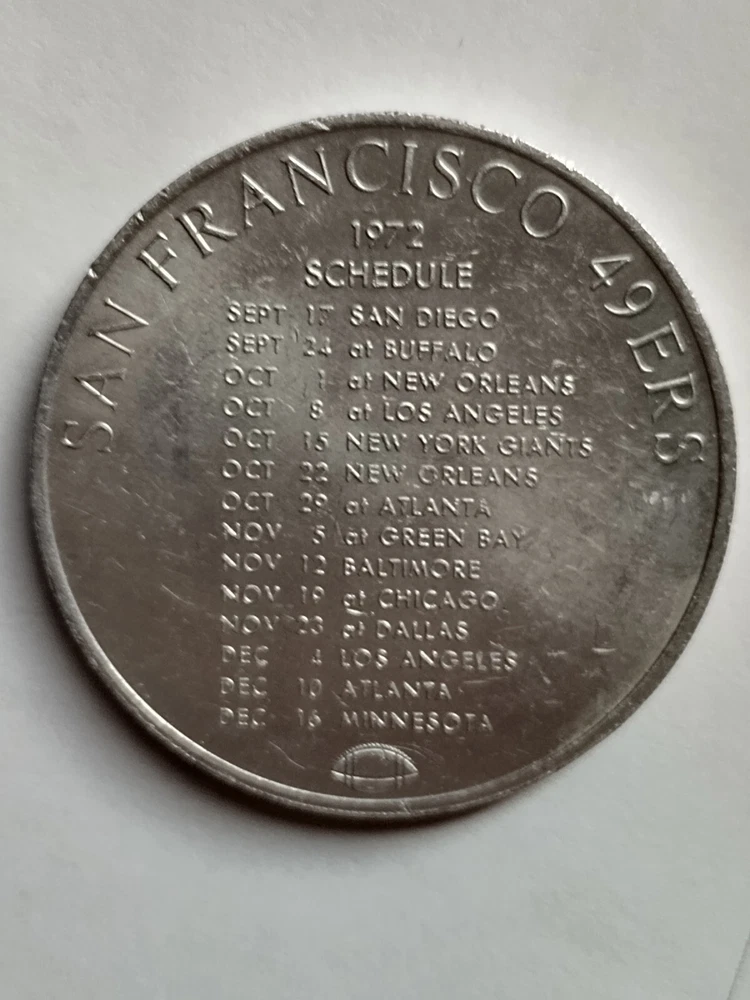 SAN FRANCISCO 49ERS
1972
SCHEDULE
SEPT 17 SAN DIEGO
SEPT 24 at BUFFALO
OCT 1 at NEW ORLEANS
OCT 8 at LOS ANGELES
OCT 15 NEW YORK GIANTS
OCT 22 NEW ORLEANS
OCT 29 at ATLANTA
NOV 5 at GREEN BAY
NOV 12 BALTIMORE
NOV 19 at CHICAGO
NOV 23 at DALLAS
DEC 4 LOS ANGELES
DEC 10 ATLANTA
DEC 16 MINNESOTA